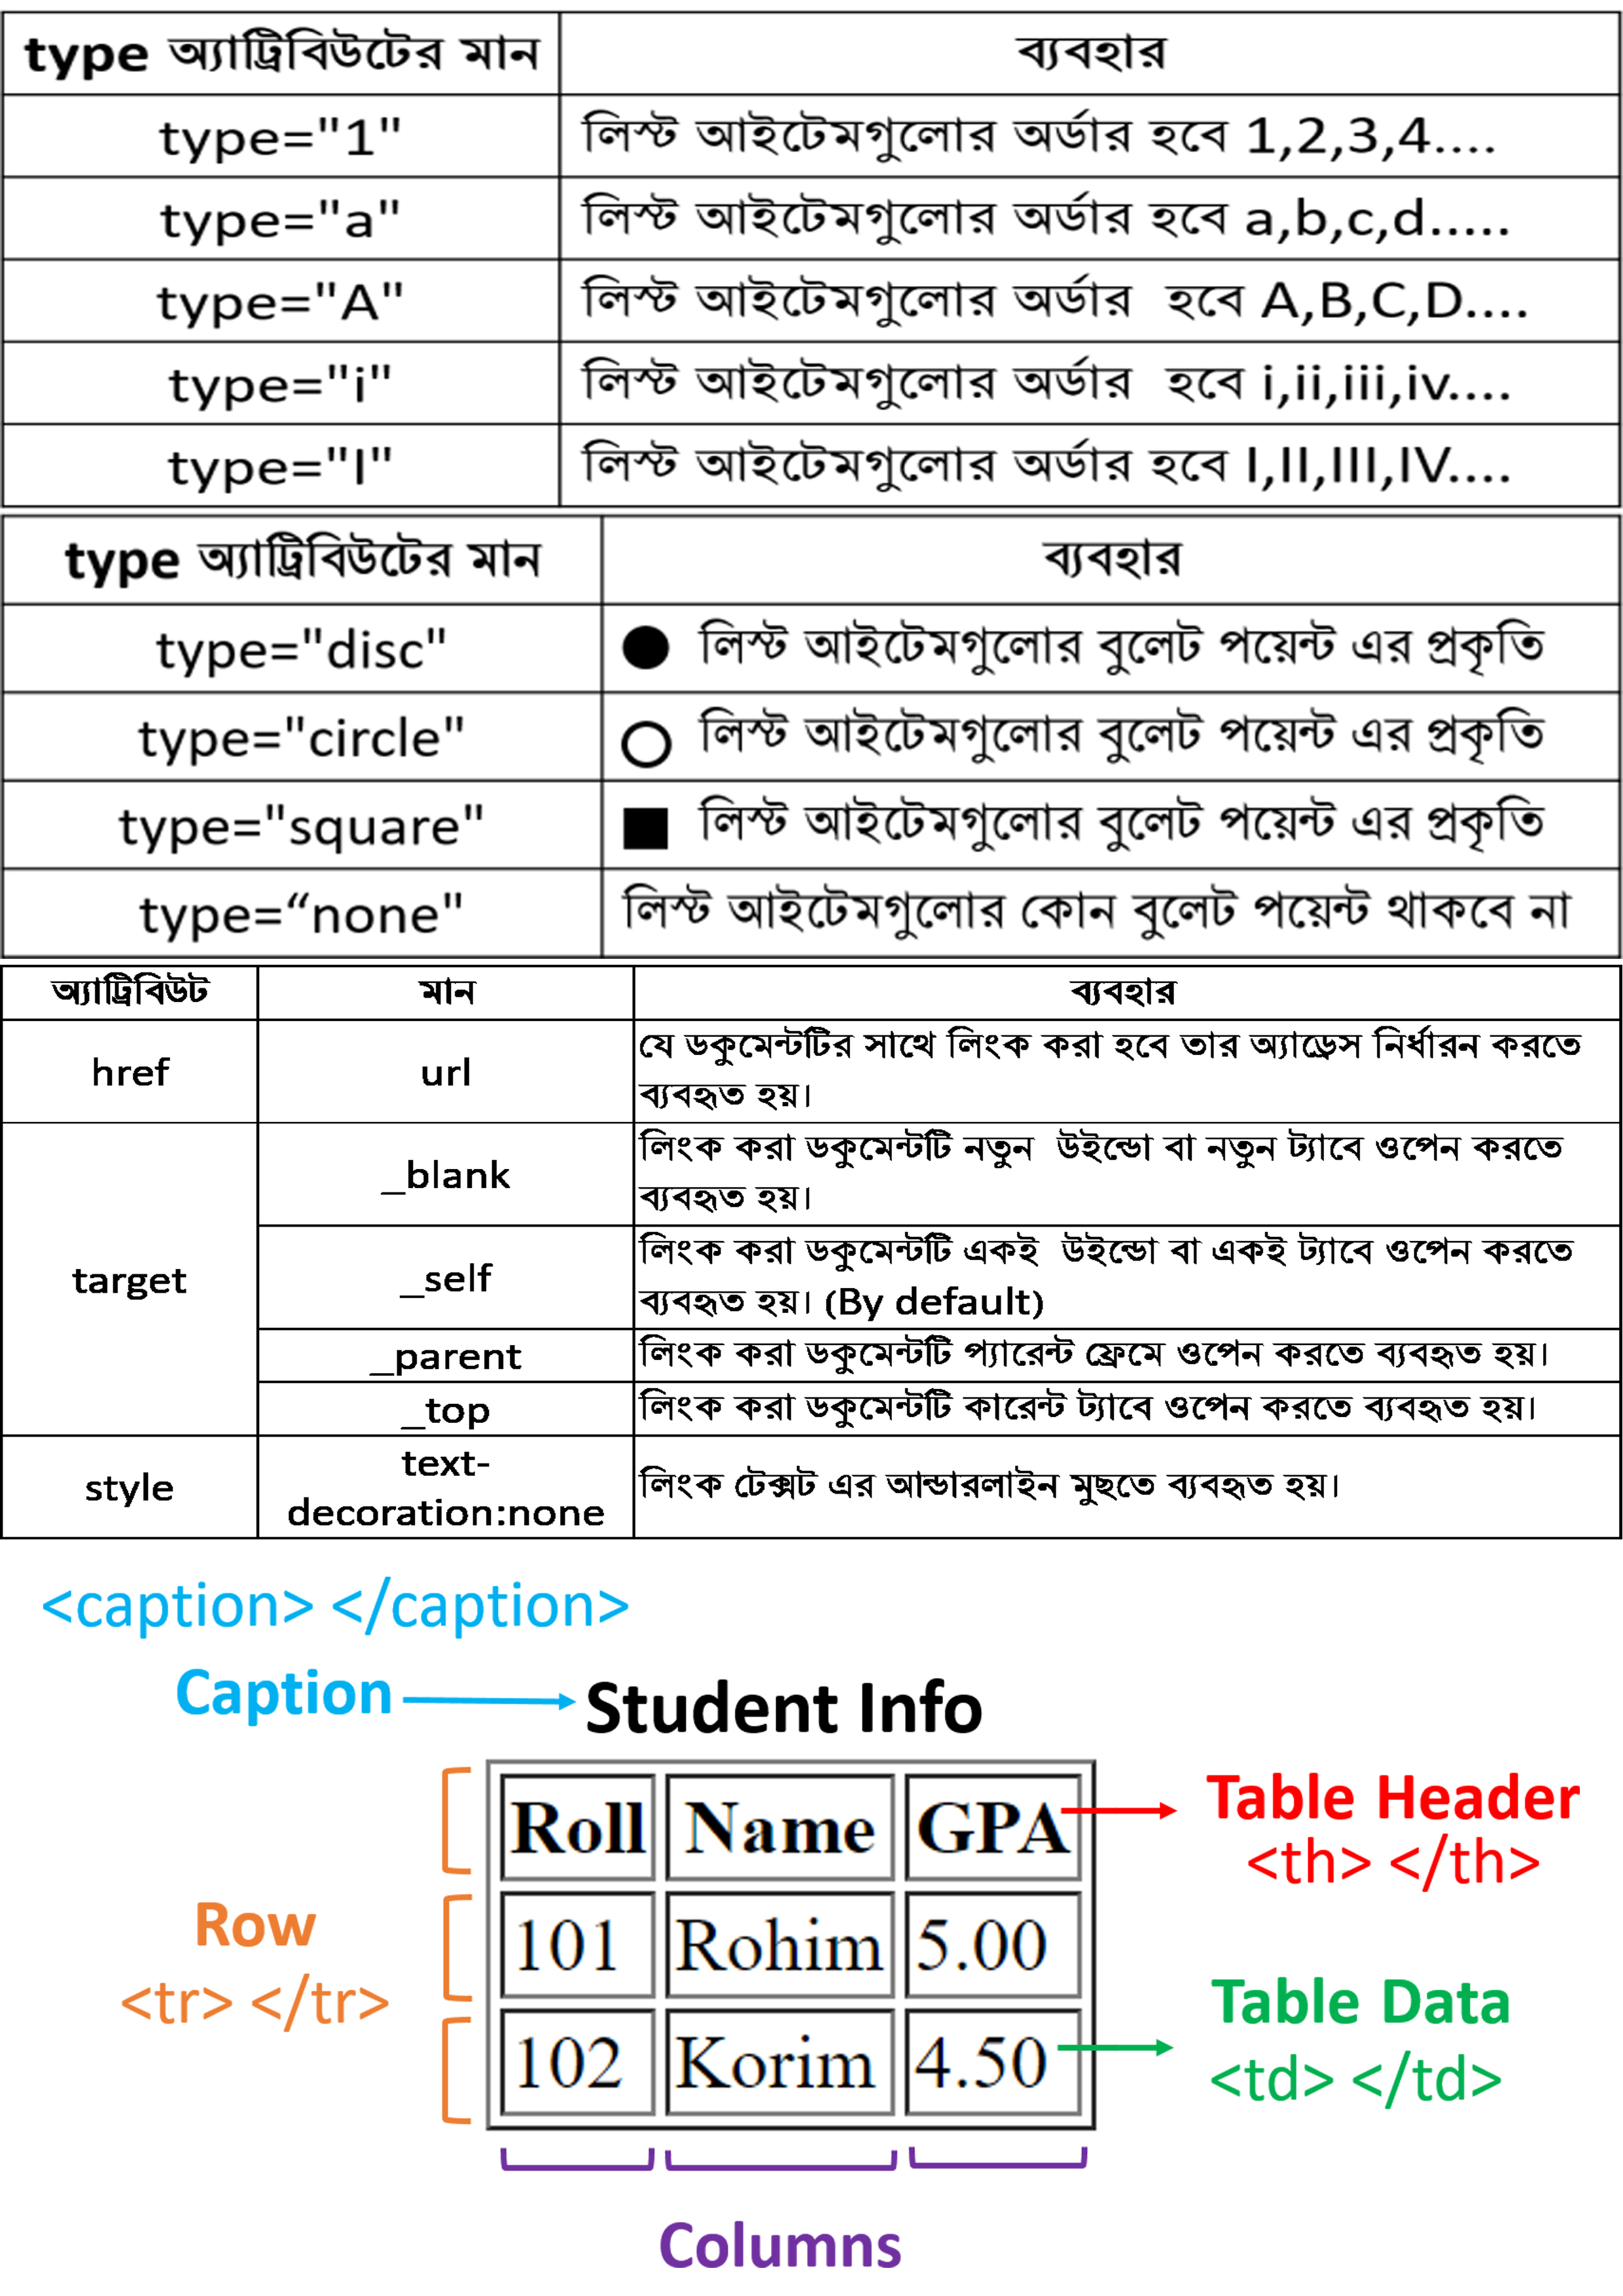 type অ্যাট্রিবিউটের মান ব্যবহার
type="1" লিস্ট আইটেমগুলোর অর্ডার হবে 1,2,3,4....
type="a" লিস্ট আইটেমগুলোর অর্ডার হবে a,b,c,d.....
type="A" লিস্ট আইটেমগুলোর অর্ডার হবে A,B,C,D....
type="i" লিস্ট আইটেমগুলোর অর্ডার হবে i,ii,iii,iv....
type="I" লিস্ট আইটেমগুলোর অর্ডার হবে I,II,III,IV....
type অ্যাট্রিবিউটের মান ব্যবহার
type="disc" লিস্ট আইটেমগুলোর বুলেট পয়েন্ট এর প্রকৃতি
type="circle" লিস্ট আইটেমগুলোর বুলেট পয়েন্ট এর প্রকৃতি
type="square" লিস্ট আইটেমগুলোর বুলেট পয়েন্ট এর প্রকৃতি
type=“none" লিস্ট আইটেমগুলোর কোন বুলেট পয়েন্ট থাকবে না
অ্যাট্রিবিউট মান ব্যবহার
href url যে ডকুমেন্টটির সাথে লিংক করা হবে তার অ্যাড্রেস নির্ধারন করতে
ব্যবহৃত হয়।
target _blank লিংক করা ডকুমেন্টটি নতুন উইন্ডো বা নতুন ট্যাবে ওপেন করতে
ব্যবহৃত হয়।
_self লিংক করা ডকুমেন্টটি একই উইন্ডো বা একই ট্যাবে ওপেন করতে
ব্যবহৃত হয়। (By default)
_parent লিংক করা ডকুমেন্টটি প্যারেন্ট ফ্রেমে ওপেন করতে ব্যবহৃত হয়।
_top লিংক করা ডকুমেন্টটি কারেন্ট ট্যাবে ওপেন করতে ব্যবহৃত হয়।
style text-
decoration:none লিংক টেক্সট এর আন্ডারলাইন মুছতে ব্যবহৃত হয়।
<caption> </caption>
Caption Student Info
Roll Name GPA
Table Header
<th> </th>
Row
<tr> </tr>
101 Rohim 5.00
102 Korim 4.50
Table Data
<td> </td>
Columns